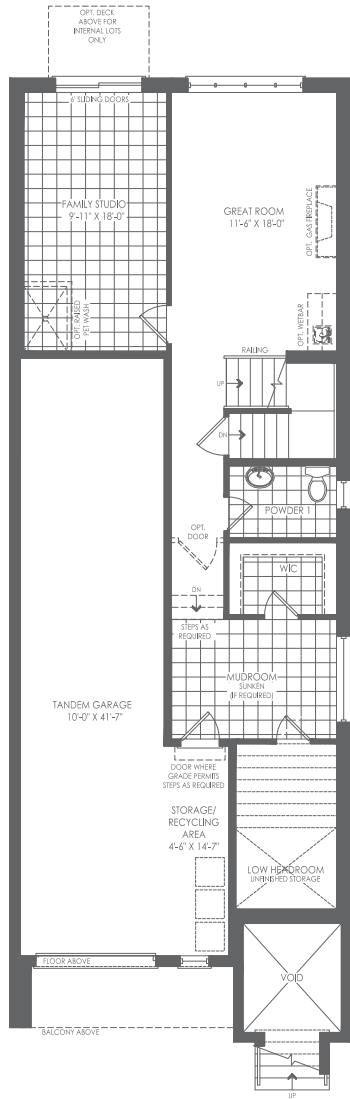 OPT. DECK
ABOVE FOR
INTERNAL LOTS
ONLY
6' SLIDING DOORS
FAMILY STUDIO
9'-11" X 18'-0"
GREAT ROOM
11'-6" X 18'-0"
OPT. GAS FIREPLACE
OPT. RAISED
PET WASH
OPT. WETBAR
RAILING
UP
DN
POWDER 1
OPT.
DOOR
WIC
DN
STEPS AS
REQUIRED
MUDROOM
SUNKEN
(IF REQUIRED)
TANDEM GARAGE
10'-0" X 41'-7"
DOOR WHERE
GRADE PERMITS
STEPS AS REQUIRED
STORAGE/
RECYCLING
AREA
4'-6" X 14'-7"
LOW HEADROOM
UNFINISHED STORAGE
FLOOR ABOVE
VOID
BALCONY ABOVE
UP